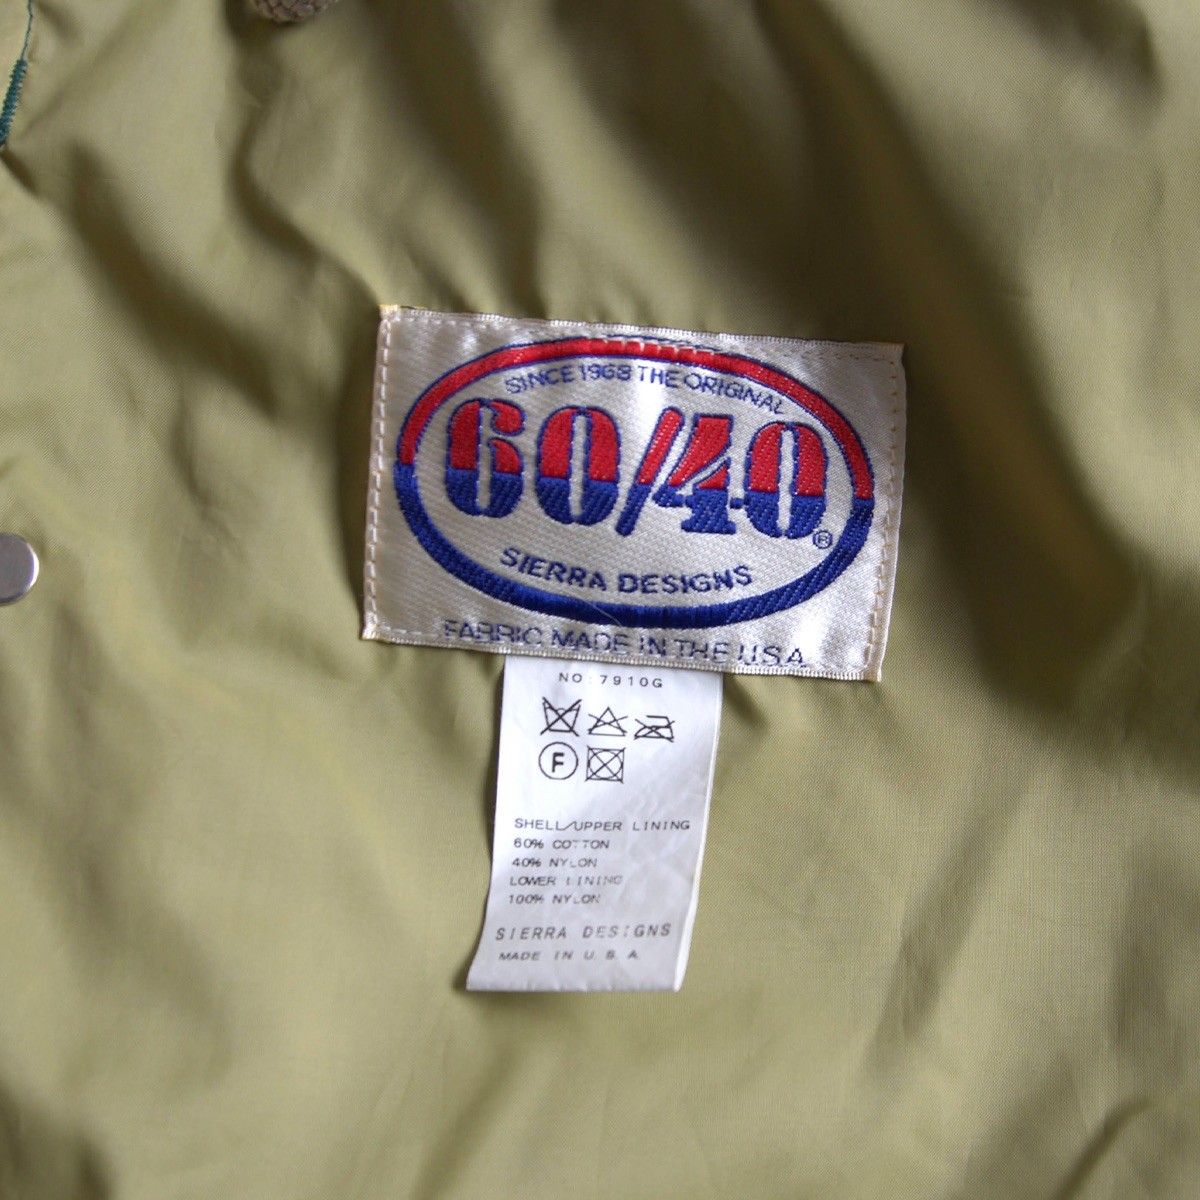 SINCE 1968 THE ORIGINAL
60/40®
SIERRA DESIGNS
FABRIC MADE IN THE U.S.A.
NO:7910G
F
SHELL/UPPER LINING
60% COTTON
40% NYLON
LOWER LINING
100% NYLON
SIERRA DESIGNS
MADE IN U.S.A